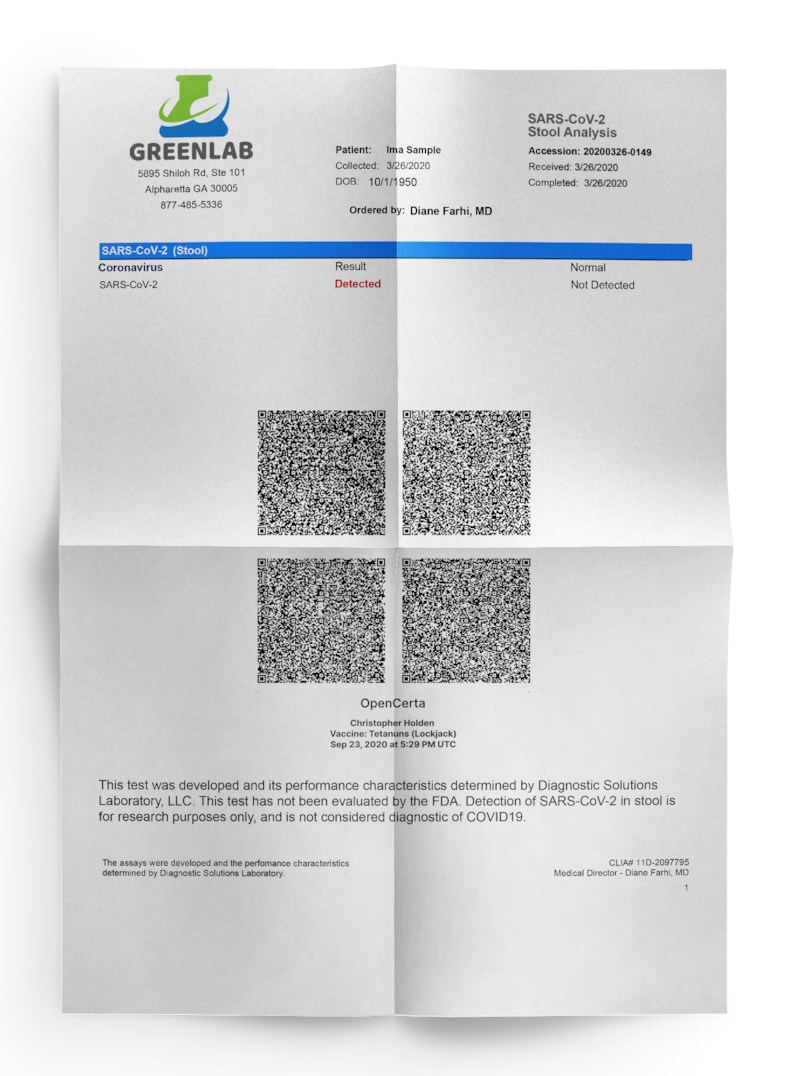 GREENLAB
5895 Shiloh Rd, Ste 101
Alpharetta GA 30005
877-485-5336
Patient: Ima Sample
Collected: 3/26/2020
DOB: 10/1/1950
Ordered by: Diane Farhi, MD
SARS-CoV-2
Stool Analysis
Accession: 20200326-0149
Received: 3/26/2020
Completed: 3/26/2020
SARS-CoV-2 (Stool)
Coronavirus Result Normal
SARS-CoV-2 Detected Not Detected
OpenCerta
Christopher Holden
Vaccine: Tetanuns (Lockjack)
Sep 23, 2020 at 5:29 PM UTC
This test was developed and its performance characteristics determined by Diagnostic Solutions
Laboratory, LLC. This test has not been evaluated by the FDA. Detection of SARS-CoV-2 in stool is
for research purposes only, and is not considered diagnostic of COVID19.
The assays were developed and the perfomance characteristics
determined by Diagnostic Solutions Laboratory.
CLIA# 11D-2097795
Medical Director - Diane Farhi, MD
1